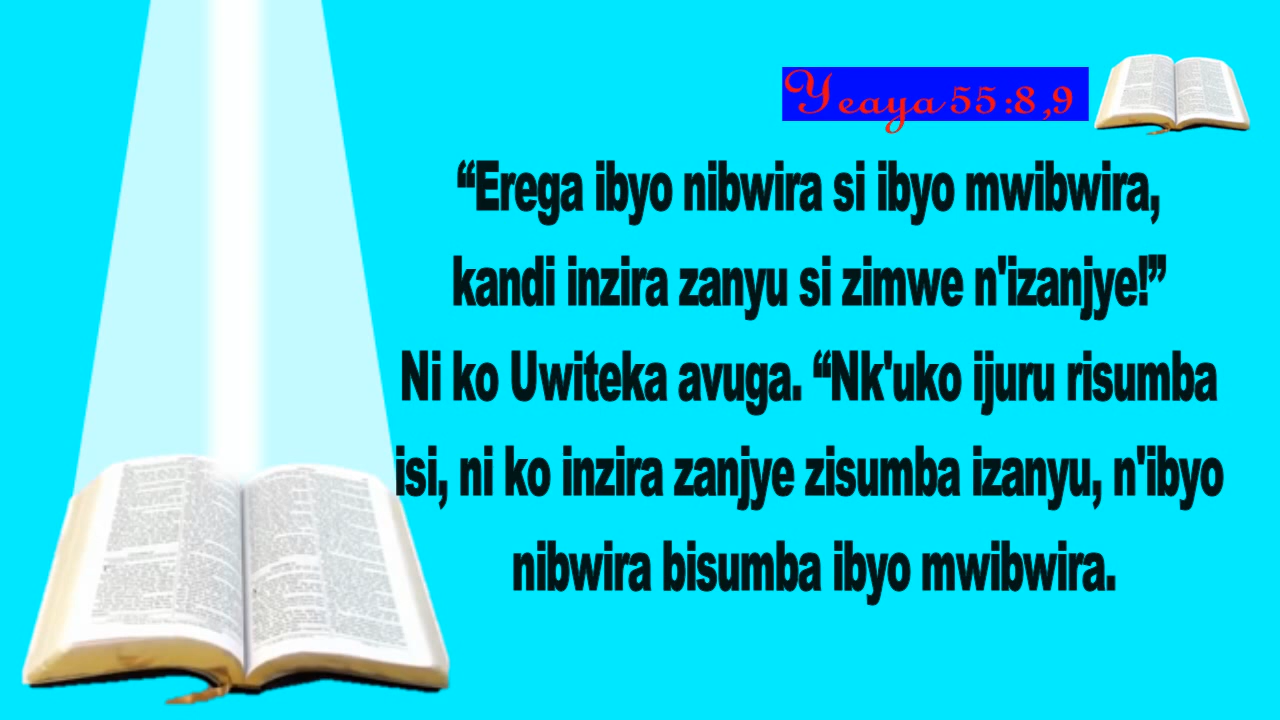 Yeaya 55:8,9
“Erega ibyo nibwira si ibyo mwibwira,
kandi inzira zanyu si zimwe n'izanjye!”
Ni ko Uwiteka avuga. “Nk'uko ijuru risumba
isi, ni ko inzira zanjye zisumba izanyu, n'ibyo
nibwira bisumba ibyo mwibwira.